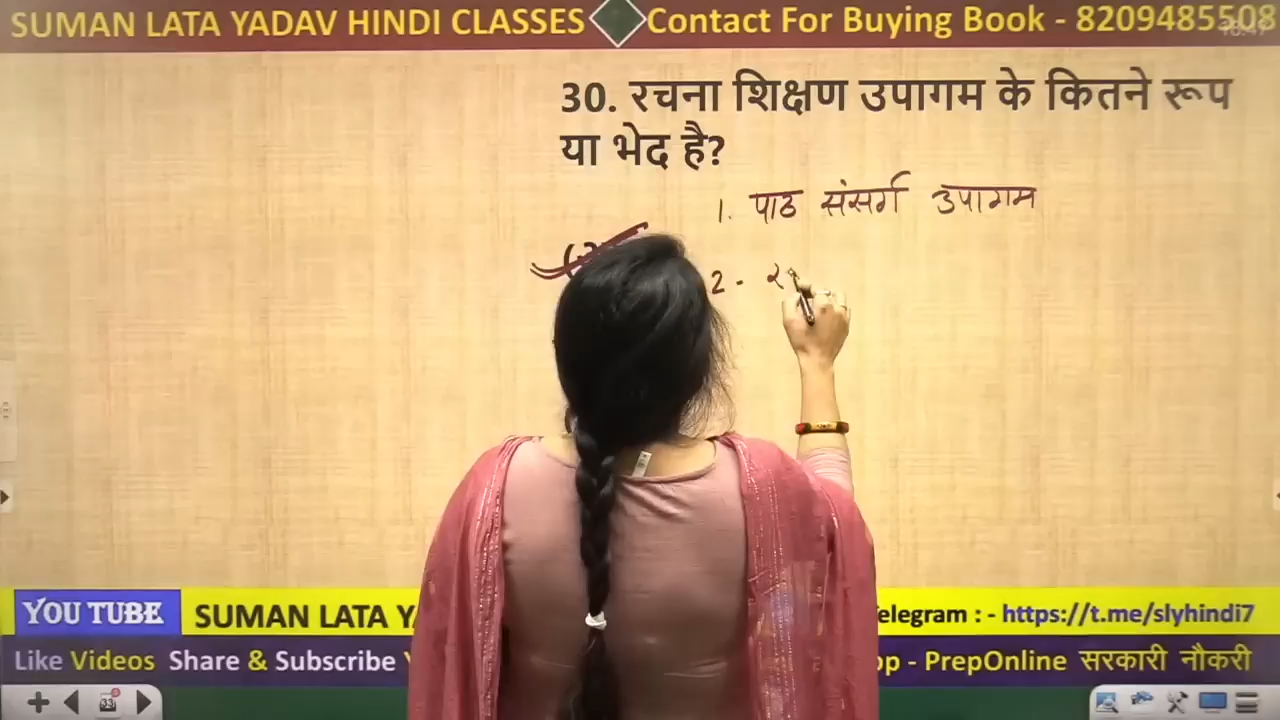 SUMAN LATA YADAV HINDI CLASSES Contact For Buying Book - 8209485508
30. रचना शिक्षण उपागम के कितने रूप
या भेद है?
1. पाठ संसर्ग उपागम
2 -
YOU TUBE SUMAN LATA elegram : - https://t.me/slyhindi7
Like Videos Share & Subscribe - PrepOnline सरकारी नौकरी
33